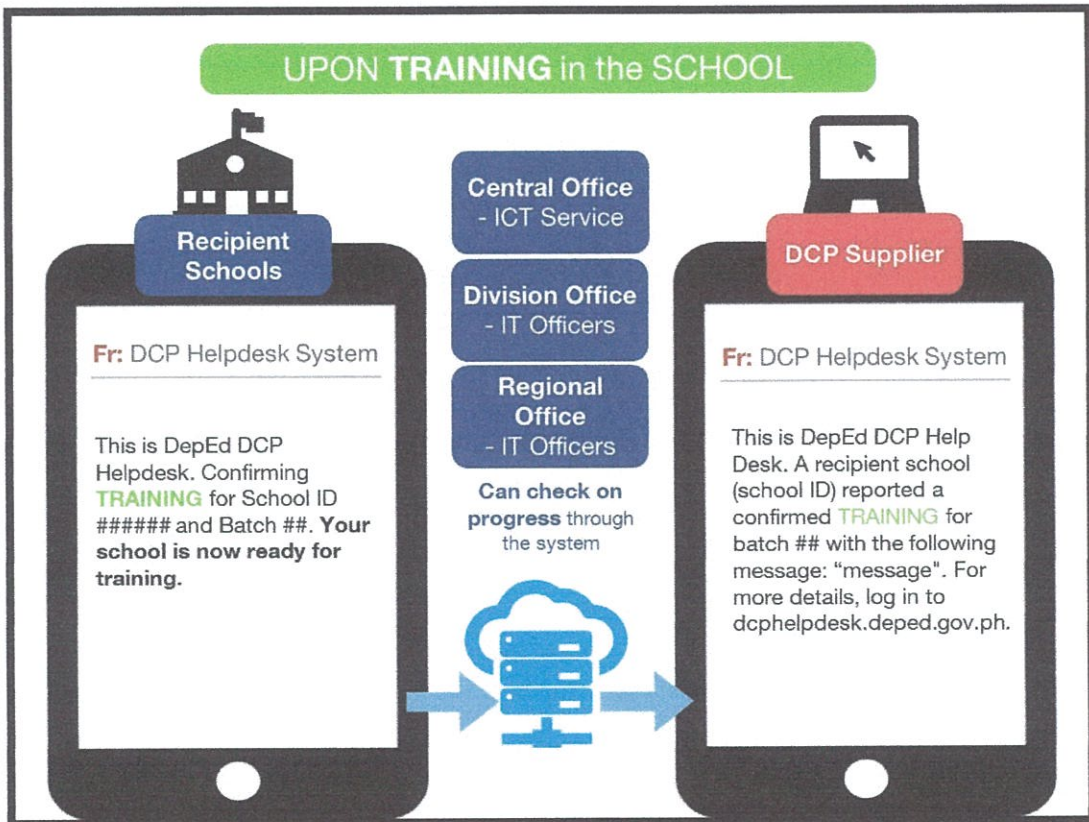 UPON TRAINING in the SCHOOL
Recipient
Schools
Fr: DCP Helpdesk System
This is DepEd DCP
Helpdesk. Confirming
TRAINING for School ID
###### and Batch ##. Your
school is now ready for
training.
Central Office
- ICT Service
Division Office
- IT Officers
Regional
Office
- IT Officers
Can check on
progress through
the system
DCP Supplier
Fr: DCP Helpdesk System
This is DepEd DCP Help
Desk. A recipient school
(school ID) reported a
confirmed TRAINING for
batch ## with the following
message: “message". For
more details, log in to
dcphelpdesk.deped.gov.ph.